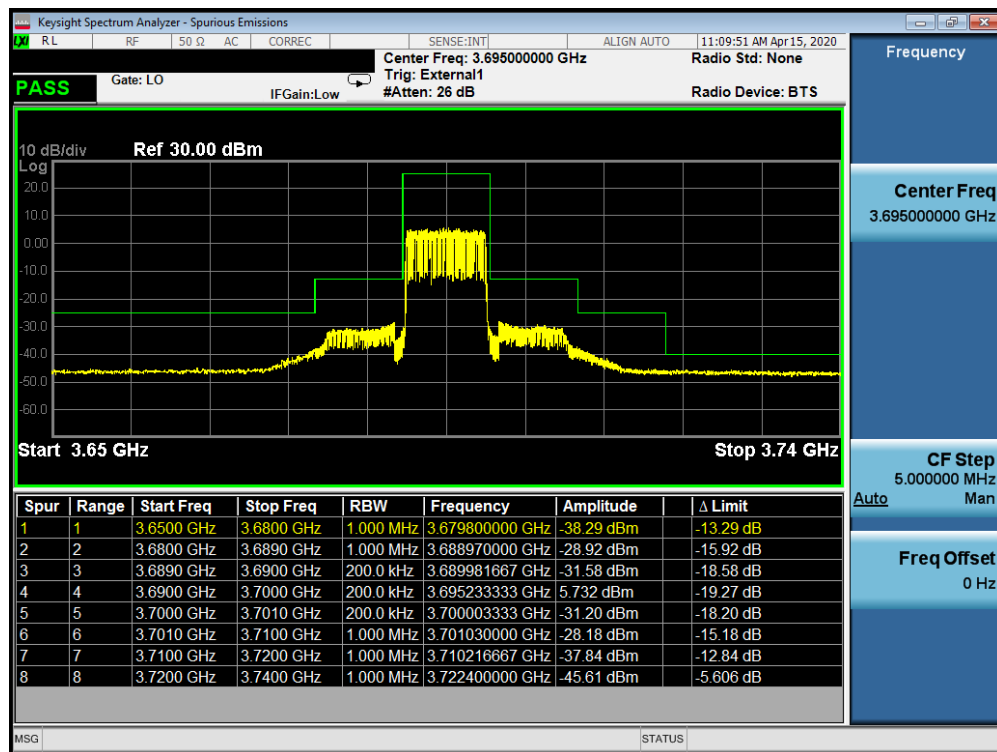 Keysight Spectrum Analyzer - Spurious Emissions
LXI RL RF 50 Ω AC CORREC SENSE:INT ALIGN AUTO 11:09:51 AM Apr 15, 2020
Center Freq: 3.695000000 GHz Radio Std: None
PASS Gate: LO Trig: External1
IFGain:Low #Atten: 26 dB Radio Device: BTS
10 dB/div Ref 30.00 dBm
Log
20.0
10.0
0.00
-10.0
-20.0
-30.0
-40.0
-50.0
-60.0
Start 3.65 GHz Stop 3.74 GHz
Spur Range Start Freq Stop Freq RBW Frequency Amplitude Δ Limit
1 1 3.6500 GHz 3.6800 GHz 1.000 MHz 3.679800000 GHz -38.29 dBm -13.29 dB
2 2 3.6800 GHz 3.6890 GHz 1.000 MHz 3.688970000 GHz -28.92 dBm -15.92 dB
3 3 3.6890 GHz 3.6900 GHz 200.0 kHz 3.689981667 GHz -31.58 dBm -18.58 dB
4 4 3.6900 GHz 3.7000 GHz 200.0 kHz 3.695233333 GHz 5.732 dBm -19.27 dB
5 5 3.7000 GHz 3.7010 GHz 200.0 kHz 3.700003333 GHz -31.20 dBm -18.20 dB
6 6 3.7010 GHz 3.7100 GHz 1.000 MHz 3.701030000 GHz -28.18 dBm -15.18 dB
7 7 3.7100 GHz 3.7200 GHz 1.000 MHz 3.710216667 GHz -37.84 dBm -12.84 dB
8 8 3.7200 GHz 3.7400 GHz 1.000 MHz 3.722400000 GHz -45.61 dBm -5.606 dB
MSG STATUS
Frequency
Center Freq
3.695000000 GHz
CF Step
5.000000 MHz
Auto Man
Freq Offset
0 Hz